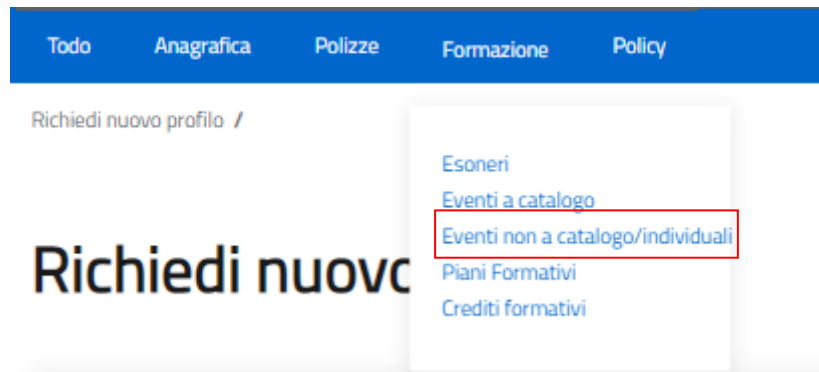 Todo Anagrafica Polizze Formazione Policy
Richiedi nuovo profilo /
Esoneri
Eventi a catalogo
Eventi non a catalogo/individuali
Richiedi nuovo
Piani Formativi
Crediti formativi